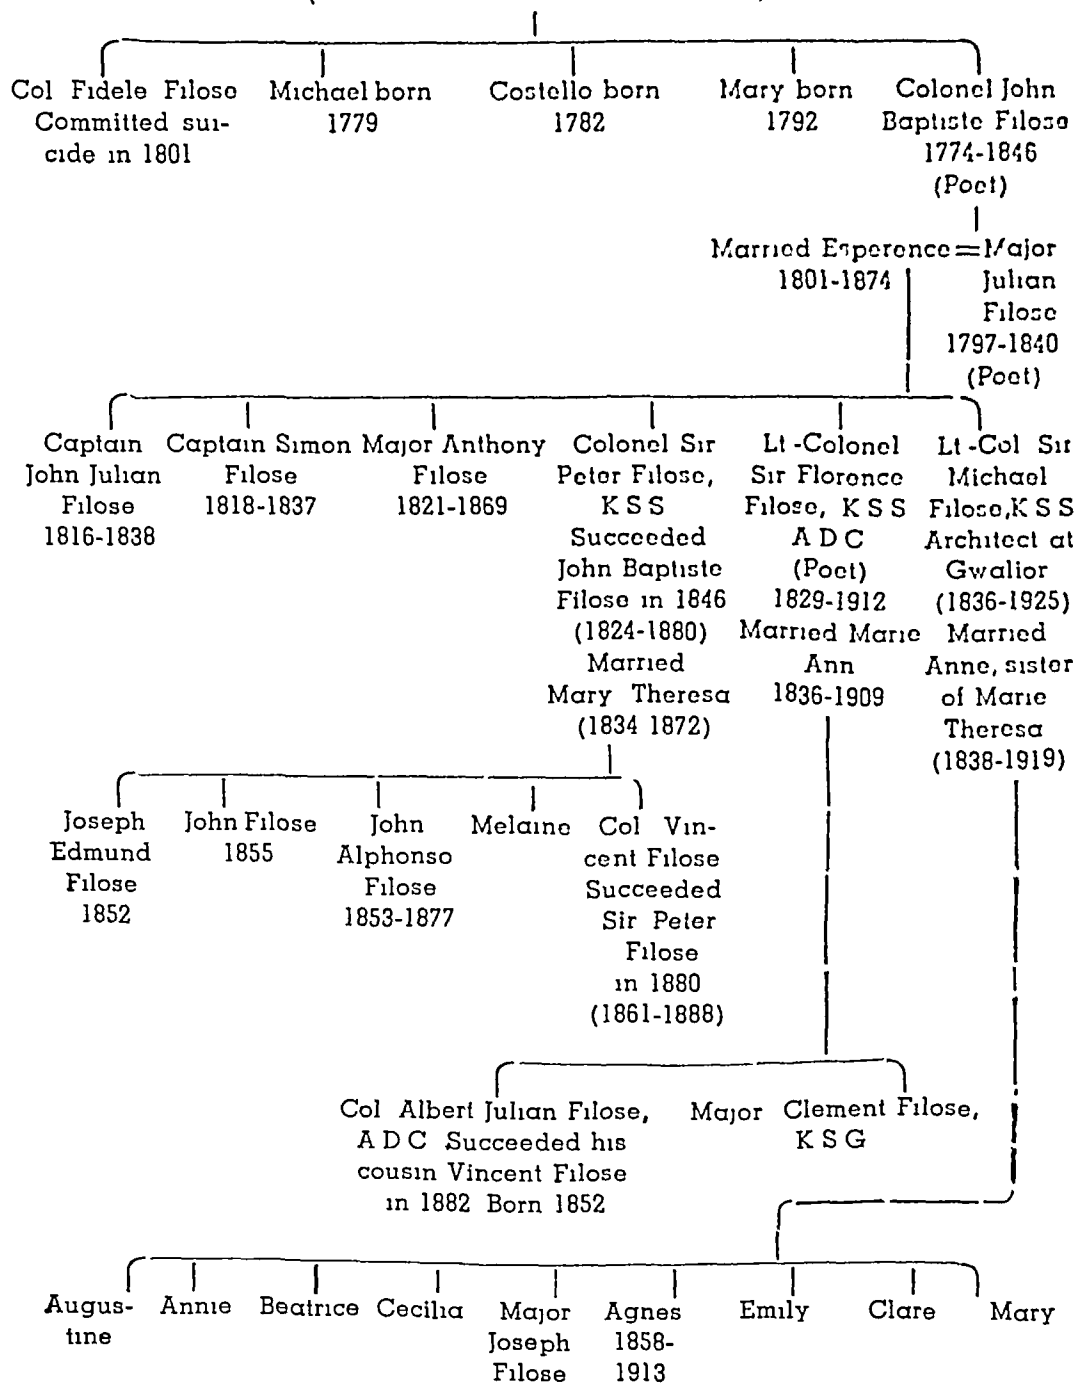 Col Fidele Filose
Committed sui-
cide in 1801
Michael born
1779
Costello born
1782
Mary born
1792
Colonel John
Baptiste Filose
1774-1846
(Poet)
Married Esperence = Major
1801-1874
Julian
Filose
1797-1840
(Poet)
Captain
John Julian
Filose
1816-1838
Captain Simon
Filose
1818-1837
Major Anthony
Filose
1821-1869
Colonel Sir
Peter Filose,
K S S
Succeeded
John Baptiste
Filose in 1846
(1824-1880)
Married
Mary Theresa
(1834 1872)
Lt -Colonel
Sir Florence
Filose, K S S
A D C
(Poet)
1829-1912
Married Marie
Ann
1836-1909
Lt -Col Sir
Michael
Filose, K S S
Architect at
Gwalior
(1836-1925)
Married
Anne, sister
of Marie
Theresa
(1838-1919)
Joseph
Edmund
Filose
1852
John Filose
1855
John
Alphonso
Filose
1853-1877
Melaine
Col Vin-
cent Filose
Succeeded
Sir Peter
Filose
in 1880
(1861-1888)
Col Albert Julian Filose,
A D C Succeeded his
cousin Vincent Filose
in 1882 Born 1852
Major Clement Filose,
K S G
Augus-
tine
Annie
Beatrice
Cecilia
Major
Joseph
Filose
Agnes
1858-
1913
Emily
Clare
Mary